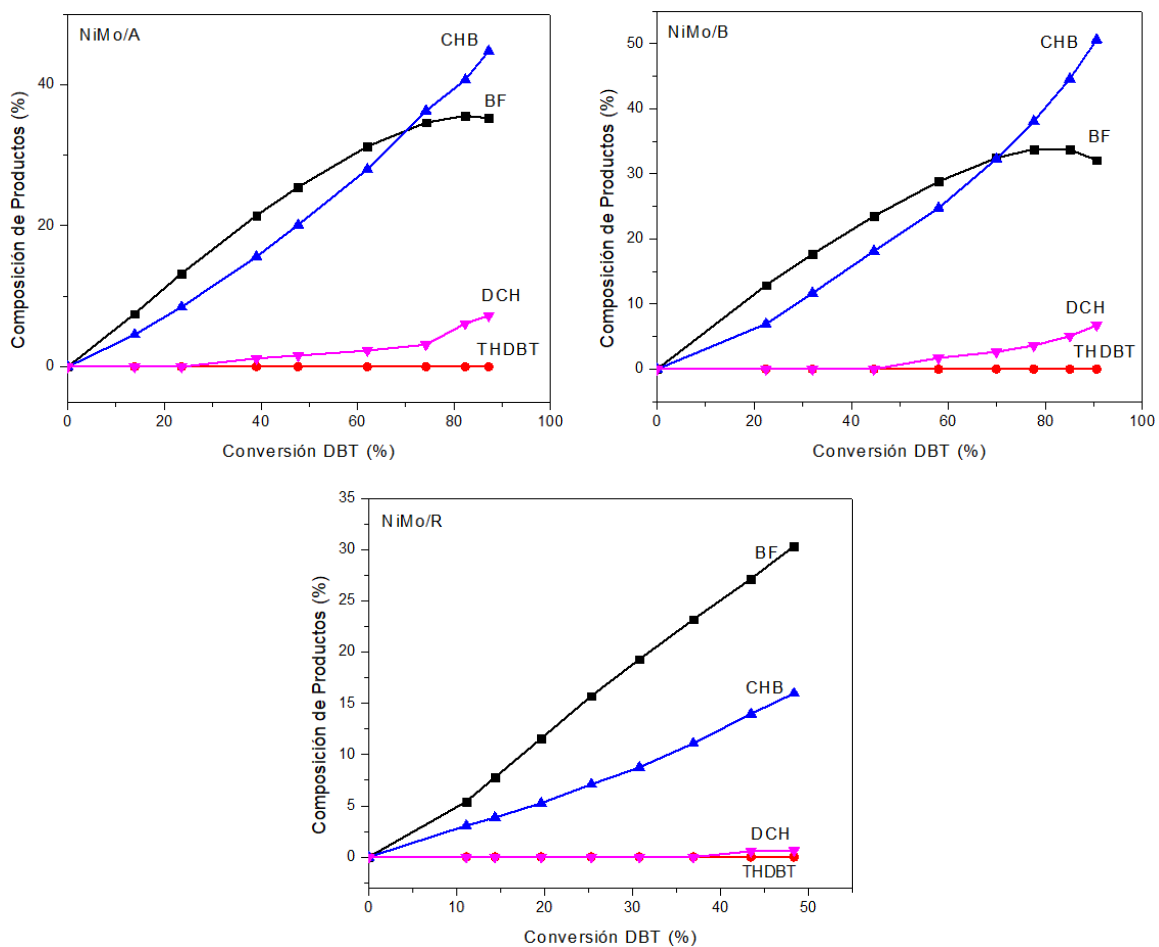 NiMo/A
CHB
BF
DCH
THDBT
40
20
0
0 20 40 60 80 100
Composición de Productos (%)
Conversión DBT (%)
NiMo/B
CHB
BF
DCH
THDBT
50
40
30
20
10
0
0 20 40 60 80 100
Composición de Productos (%)
Conversión DBT (%)
NiMo/R
BF
CHB
DCH
THDBT
35
30
25
20
15
10
5
0
0 10 20 30 40 50
Composición de Productos (%)
Conversión DBT (%)